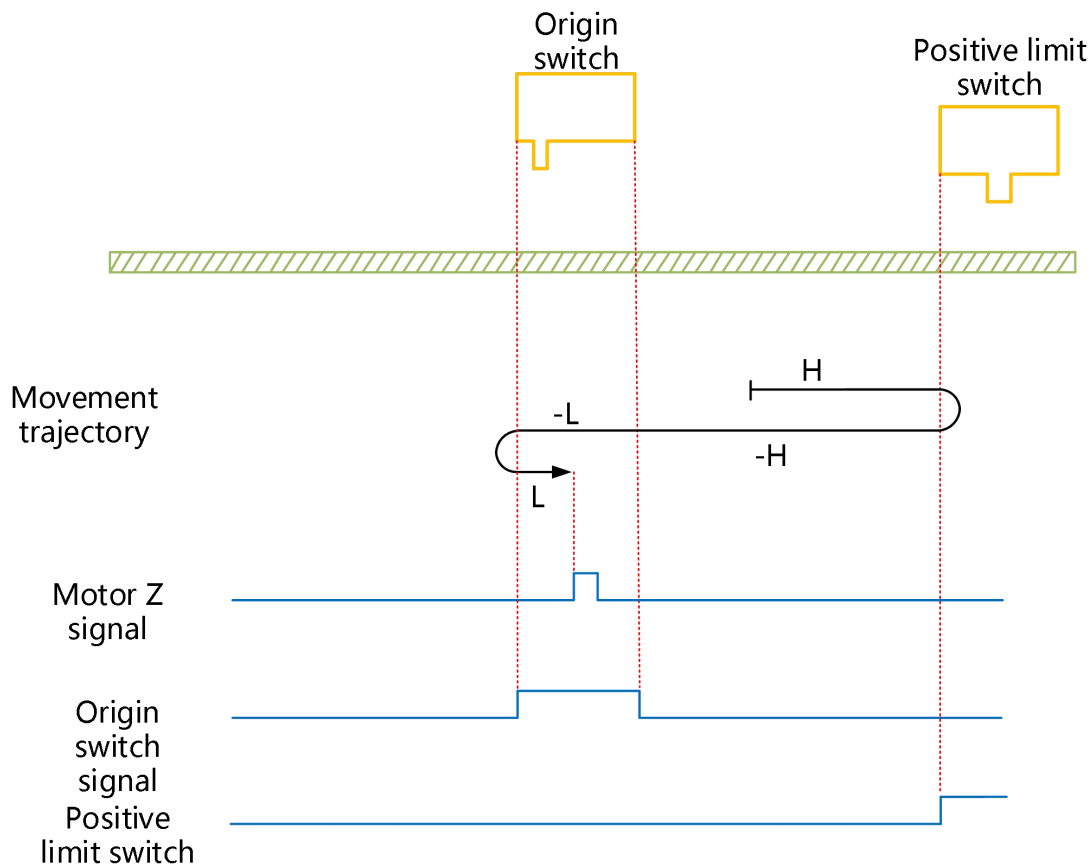 Origin
switch
Positive limit
switch
Movement
trajectory
H
-L
-H
L
Motor Z
signal
Origin
switch
signal
Positive
limit switch